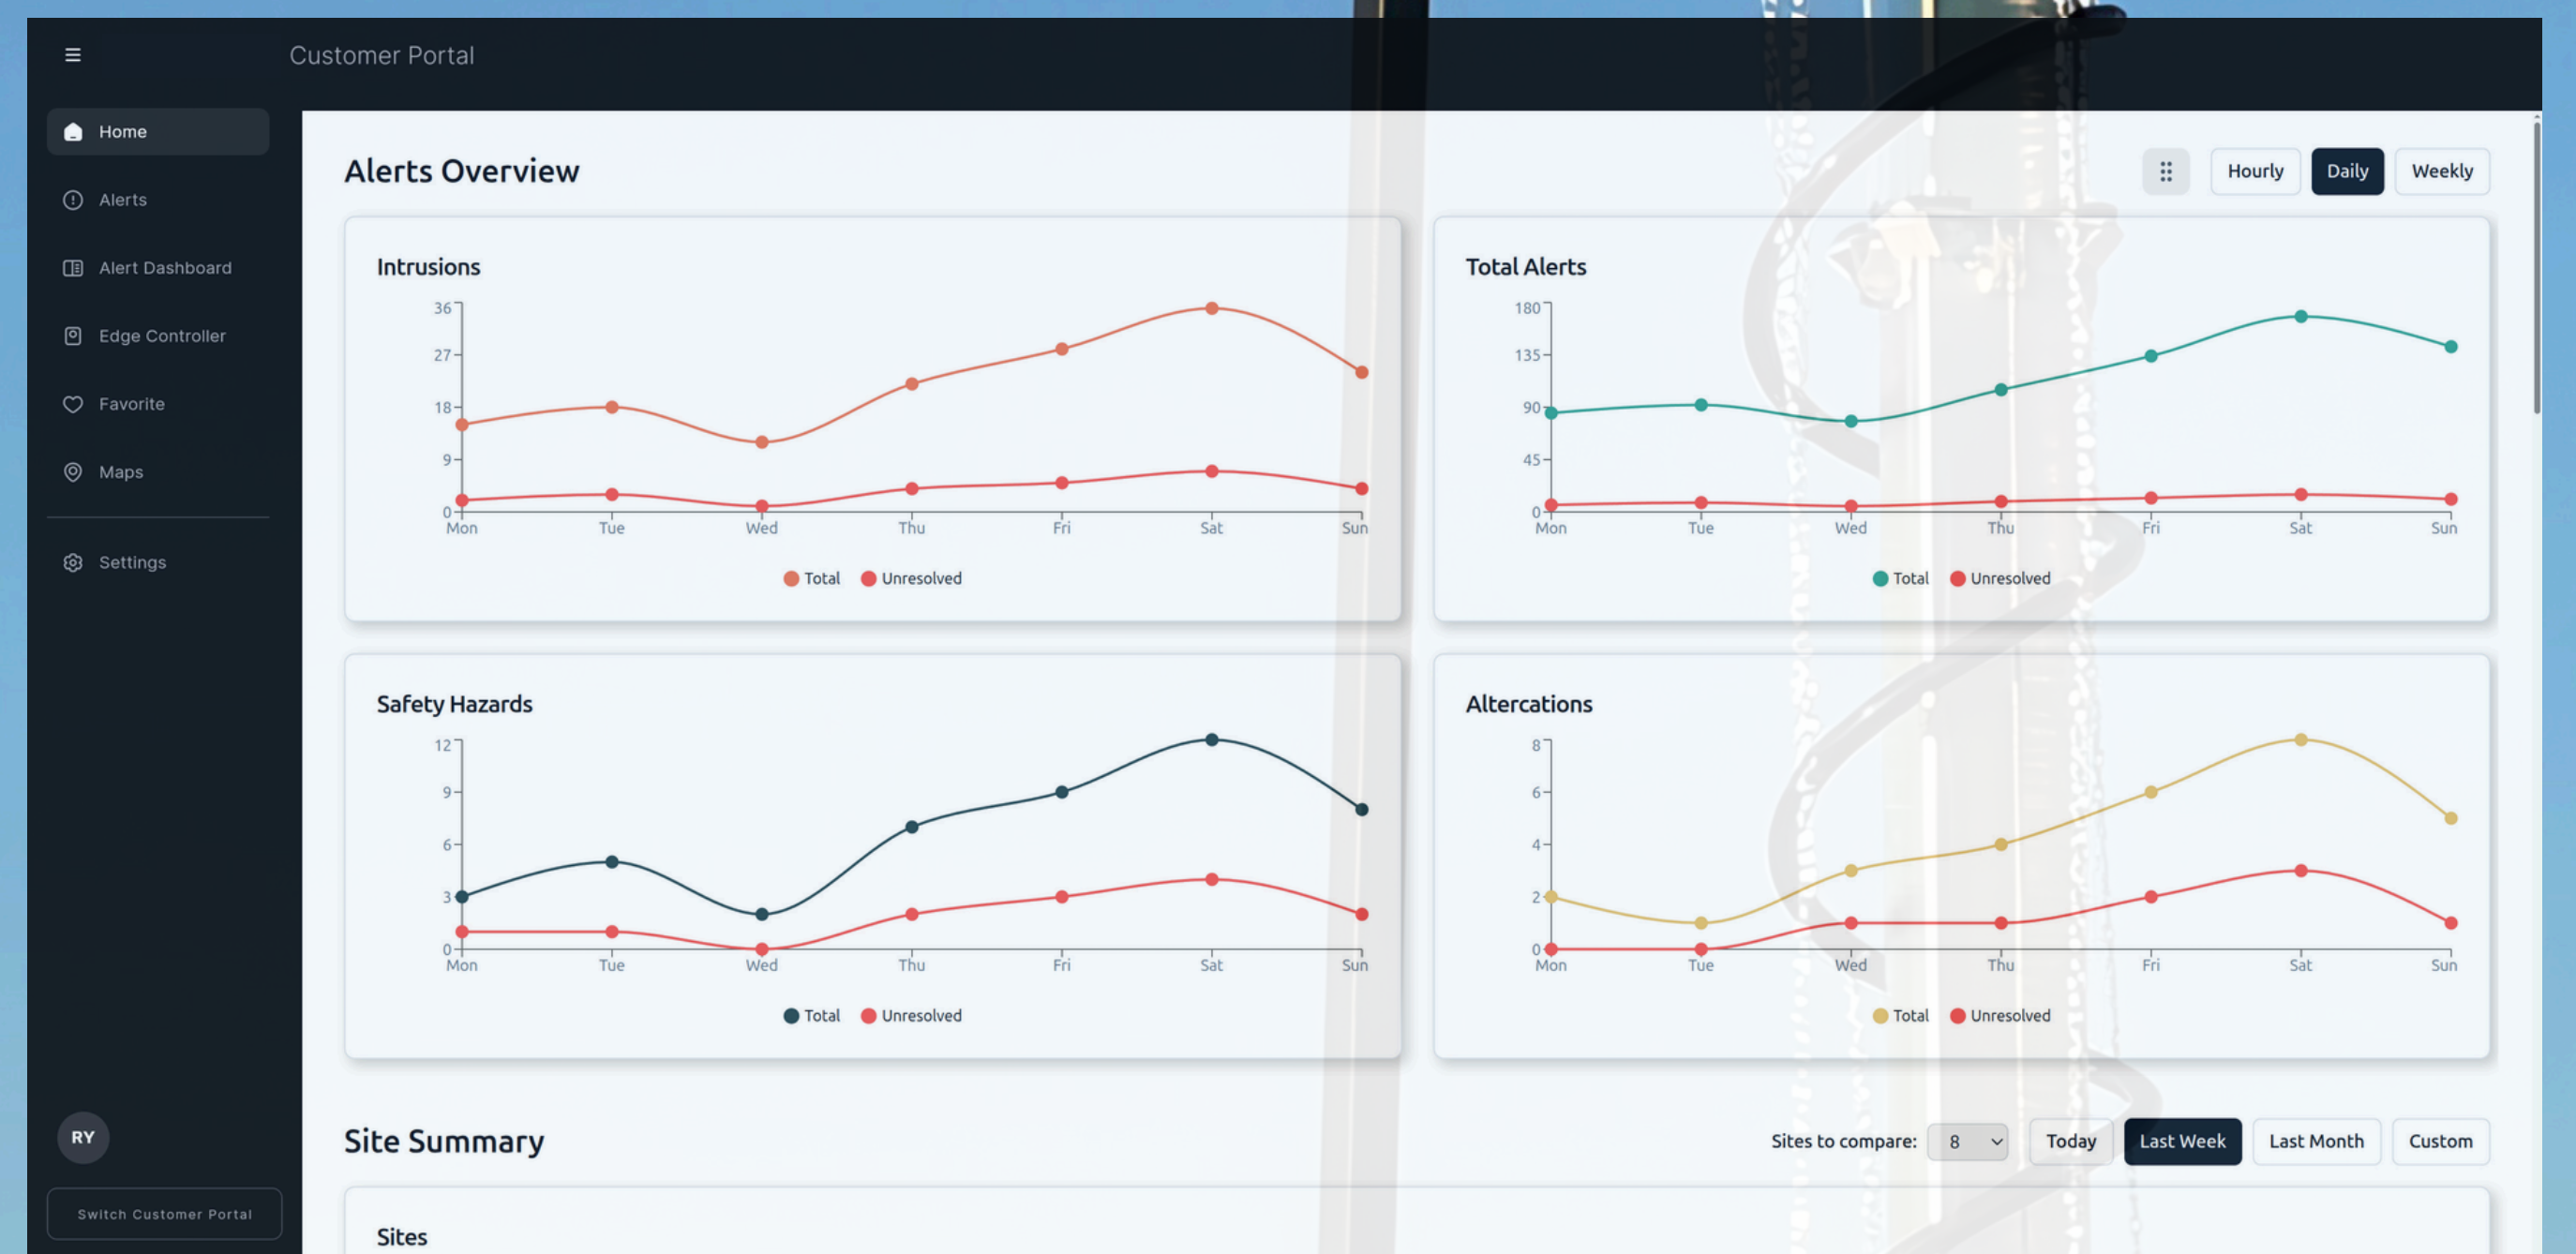 Customer Portal
Home
Alerts
Alert Dashboard
Edge Controller
Favorite
Maps
Settings
RY
Switch Customer Portal
Alerts Overview
Hourly
Daily
Weekly
Intrusions
36
27
18
9
0
Mon Tue Wed Thu Fri Sat Sun
Total Unresolved
Total Alerts
180
135
90
45
0
Mon Tue Wed Thu Fri Sat Sun
Total Unresolved
Safety Hazards
12
9
6
3
0
Mon Tue Wed Thu Fri Sat Sun
Total Unresolved
Altercations
8
6
4
2
0
Mon Tue Wed Thu Fri Sat Sun
Total Unresolved
Site Summary
Sites to compare: 8
Today
Last Week
Last Month
Custom
Sites